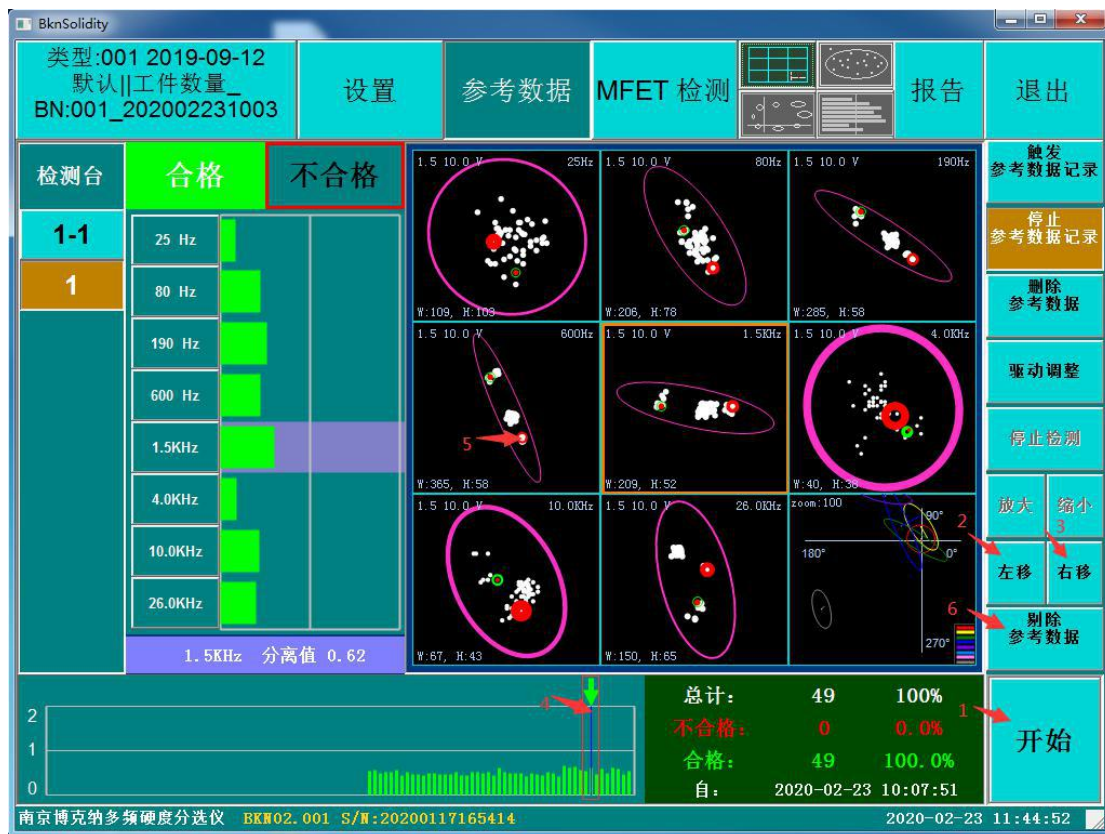 BknSolidity
类型:001 2019-09-12
默认||工件数量_
BN:001_202002231003
设置
参考数据
MFET 检测
报告
退出
检测台
1-1
1
合格
不合格
25 Hz
80 Hz
190 Hz
600 Hz
1.5KHz
4.0KHz
10.0KHz
26.0KHz
1.5KHz 分离值 0.62
1.5 10.0 V 25Hz
W:109, H:103
1.5 10.0 V 80Hz
W:206, H:78
1.5 10.0 V 190Hz
W:285, H:58
1.5 10.0 V 600Hz
5
W:365, H:58
1.5 10.0 V 1.5KHz
W:209, H:52
1.5 10.0 V 4.0KHz
W:40, H:38
1.5 10.0 V 10.0KHz
W:67, H:43
1.5 10.0 V 26.0KHz
W:150, H:65
zoom:100
90°
180°
0°
270°
触发
参考数据记录
停止
参考数据记录
删除
参考数据
驱动调整
停止检测
放大
缩小
2
3
左移
右移
6
剔除
参考数据
1
开始
4
2
1
0
总计: 49 100%
不合格: 0 0.0%
合格: 49 100.0%
自: 2020-02-23 10:07:51
南京博克纳多频硬度分选仪 BKN02.001 S/N:20200117165414 2020-02-23 11:44:52